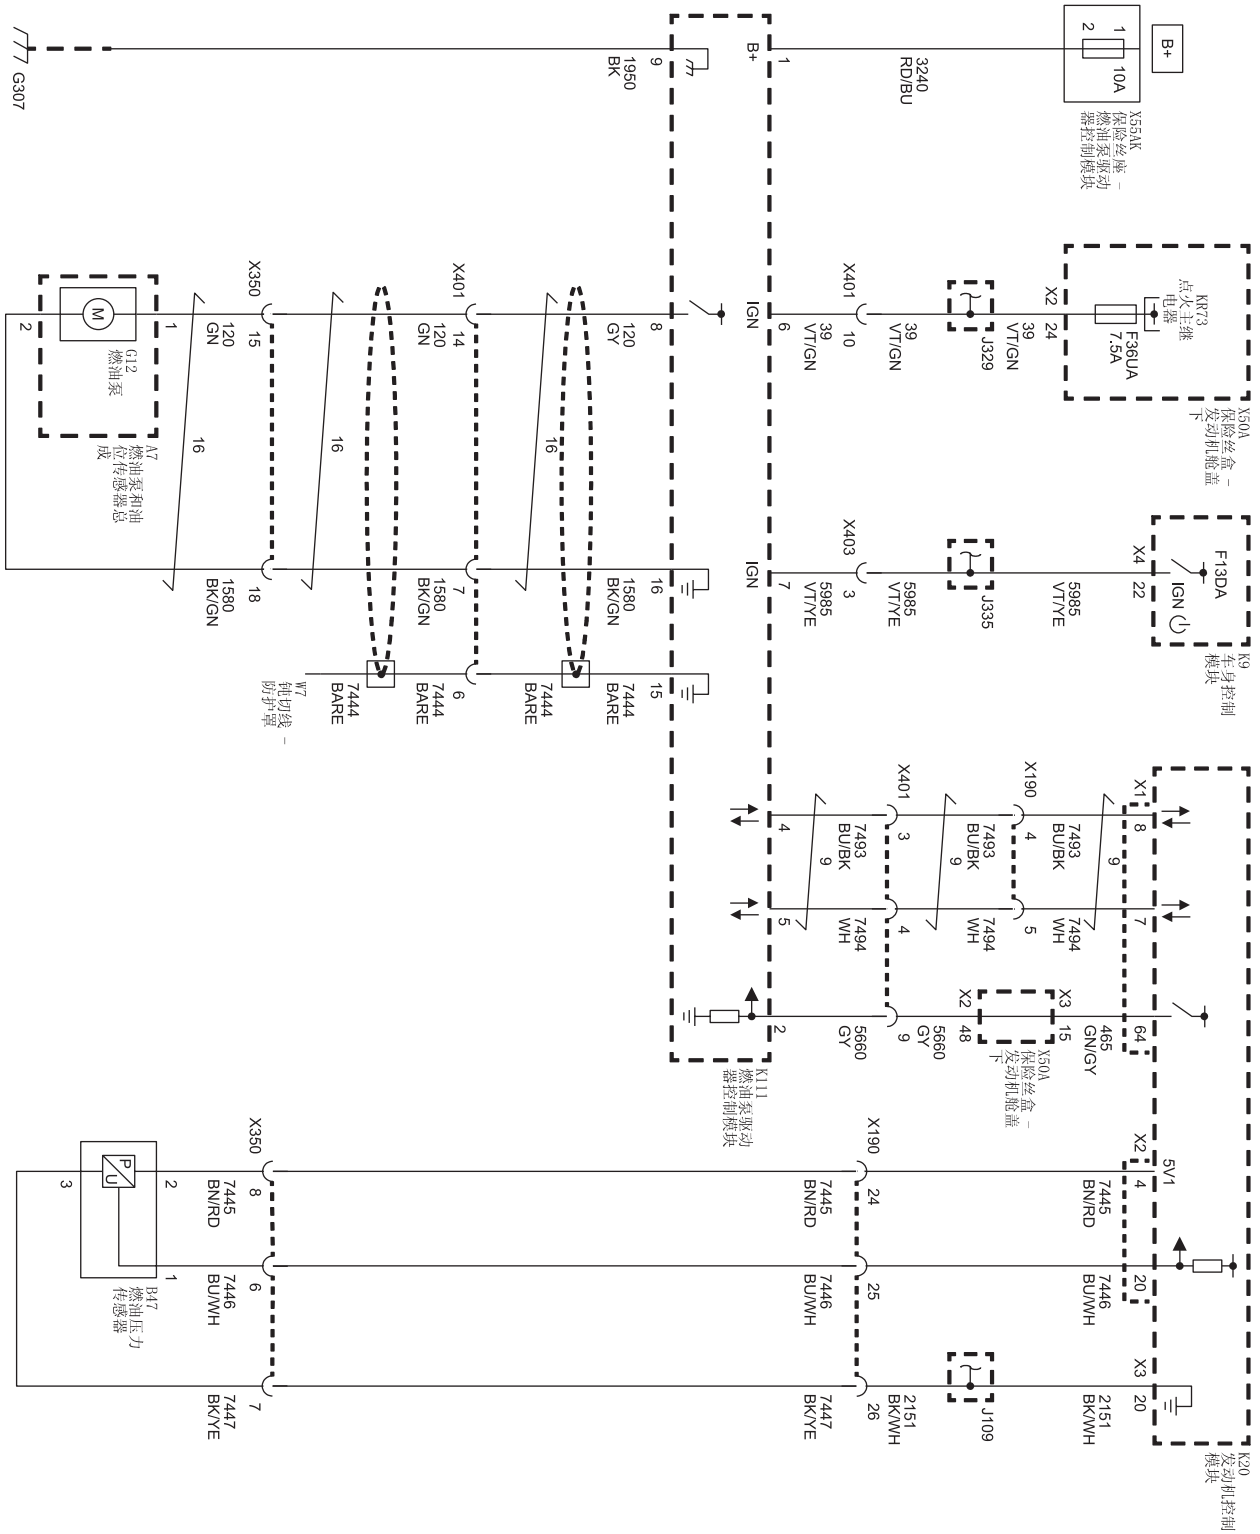 B+
1
2
10A
X55AK
保险丝座 -
燃油泵驱动
器控制模块
3240
RD/BU
1
B+
9
1950
BK
G307
KR73
点火主继
电器
F36UA
7.5A
X50A
保险丝盒 -
发动机舱盖
下
X2
24
39
VT/GN
J329
39
VT/GN
X401
10
39
VT/GN
6
IGN
8
120
GY
X401
14
120
GN
X350
15
120
GN
1
M
2
G12
燃油泵
A7
燃油泵和油
位传感器总
成
16
16
16
F13DA
IGN
K9
车身控制
模块
X4
22
5985
VT/YE
J335
5985
VT/YE
X403
3
5985
VT/YE
7
IGN
16
1580
BK/GN
7
1580
BK/GN
18
1580
BK/GN
15
7444
BARE
7444
BARE
6
7444
BARE
7444
BARE
W7
钝切线 -
防护罩
X1
8
7
64
9
7493
BU/BK
7494
WH
X190
4
5
9
7493
BU/BK
7494
WH
X401
3
4
9
9
7493
BU/BK
7494
WH
4
5
465
GN/GY
X3
15
X2
48
X50A
保险丝盒 -
发动机舱盖
下
5660
GY
5660
GY
2
K111
燃油泵驱动
器控制模块
5V1
X2
4
20
X3
20
K20
发动机控制
模块
7445
BN/RD
7446
BU/WH
2151
BK/WH
J109
2151
BK/WH
X190
24
25
26
7445
BN/RD
7446
BU/WH
7447
BK/YE
X350
8
6
7
7445
BN/RD
7446
BU/WH
7447
BK/YE
2
1
3
P
U
B47
燃油压力
传感器